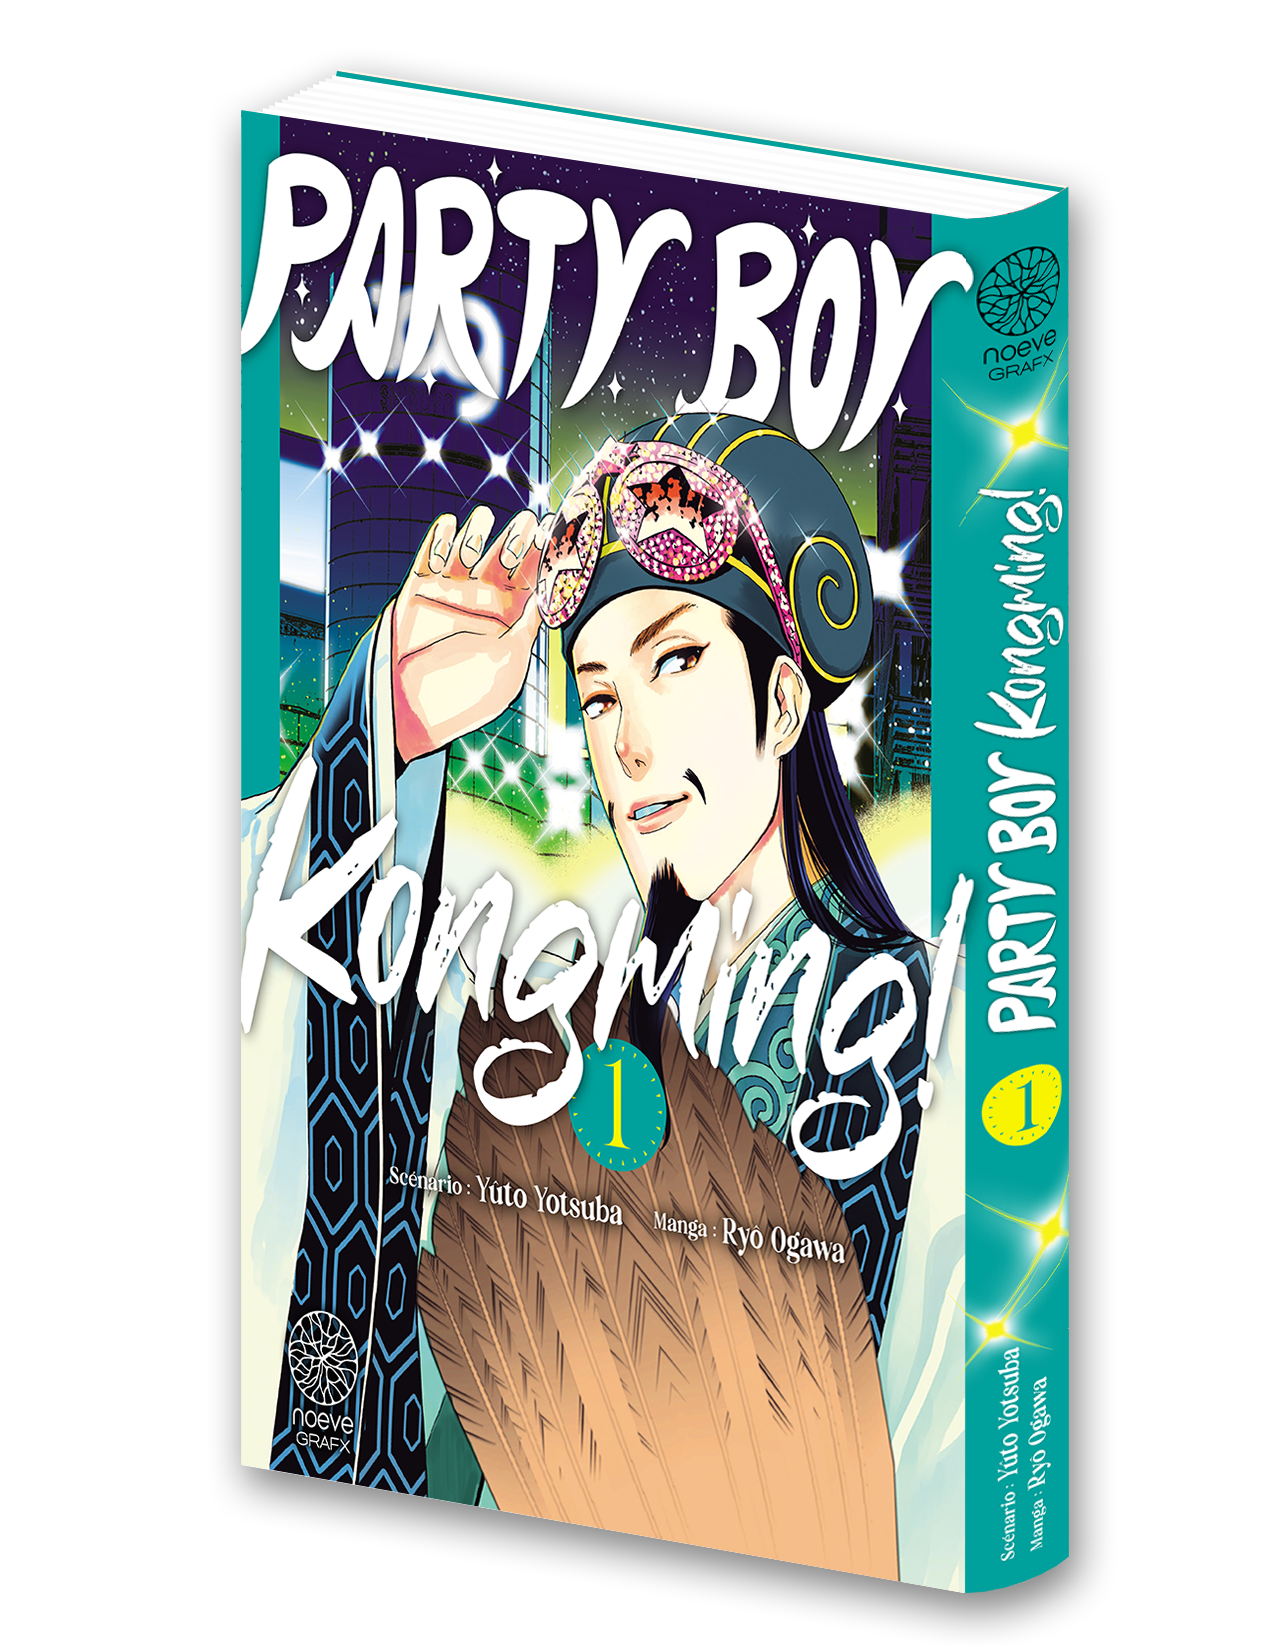 PARTY BOY
Kongming!
1
Scénario : Yûto Yotsuba
Manga : Ryô Ogawa
noeve
GRAFX
noeve
GRAFX
PARTY BOY Kongming!
1
Scénario : Yûto Yotsuba
Manga : Ryô Ogawa